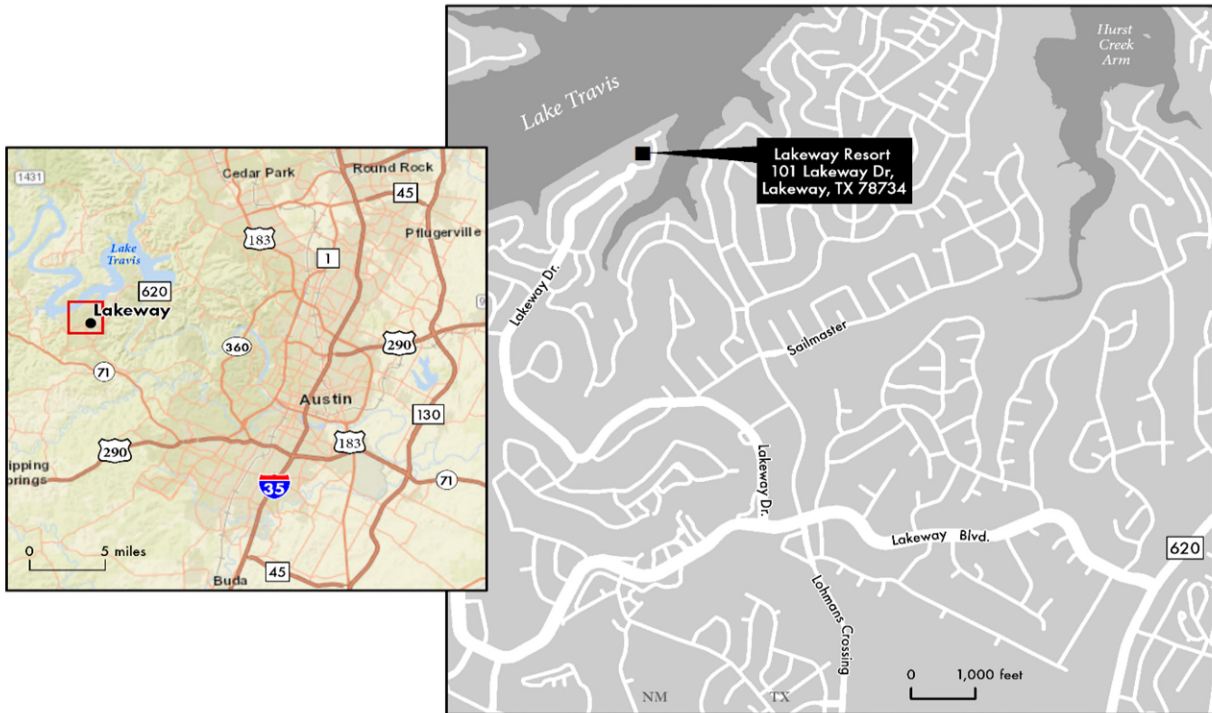 1431
Cedar Park
Round Rock
45
183
Pflugerville
1
Lake
Travis
620
Lakeway
360
290
71
Austin
130
290
183
ipping
orings
35
71
0 5 miles
45
Buda
Lake Travis
Hurst
Creek
Arm
Lakeway Resort
101 Lakeway Dr,
Lakeway, TX 78734
Lakeway Dr.
Sailmaster
Lakeway Dr.
Lakeway Blvd.
620
Lohmans Crossing
0 1,000 feet
NM TX